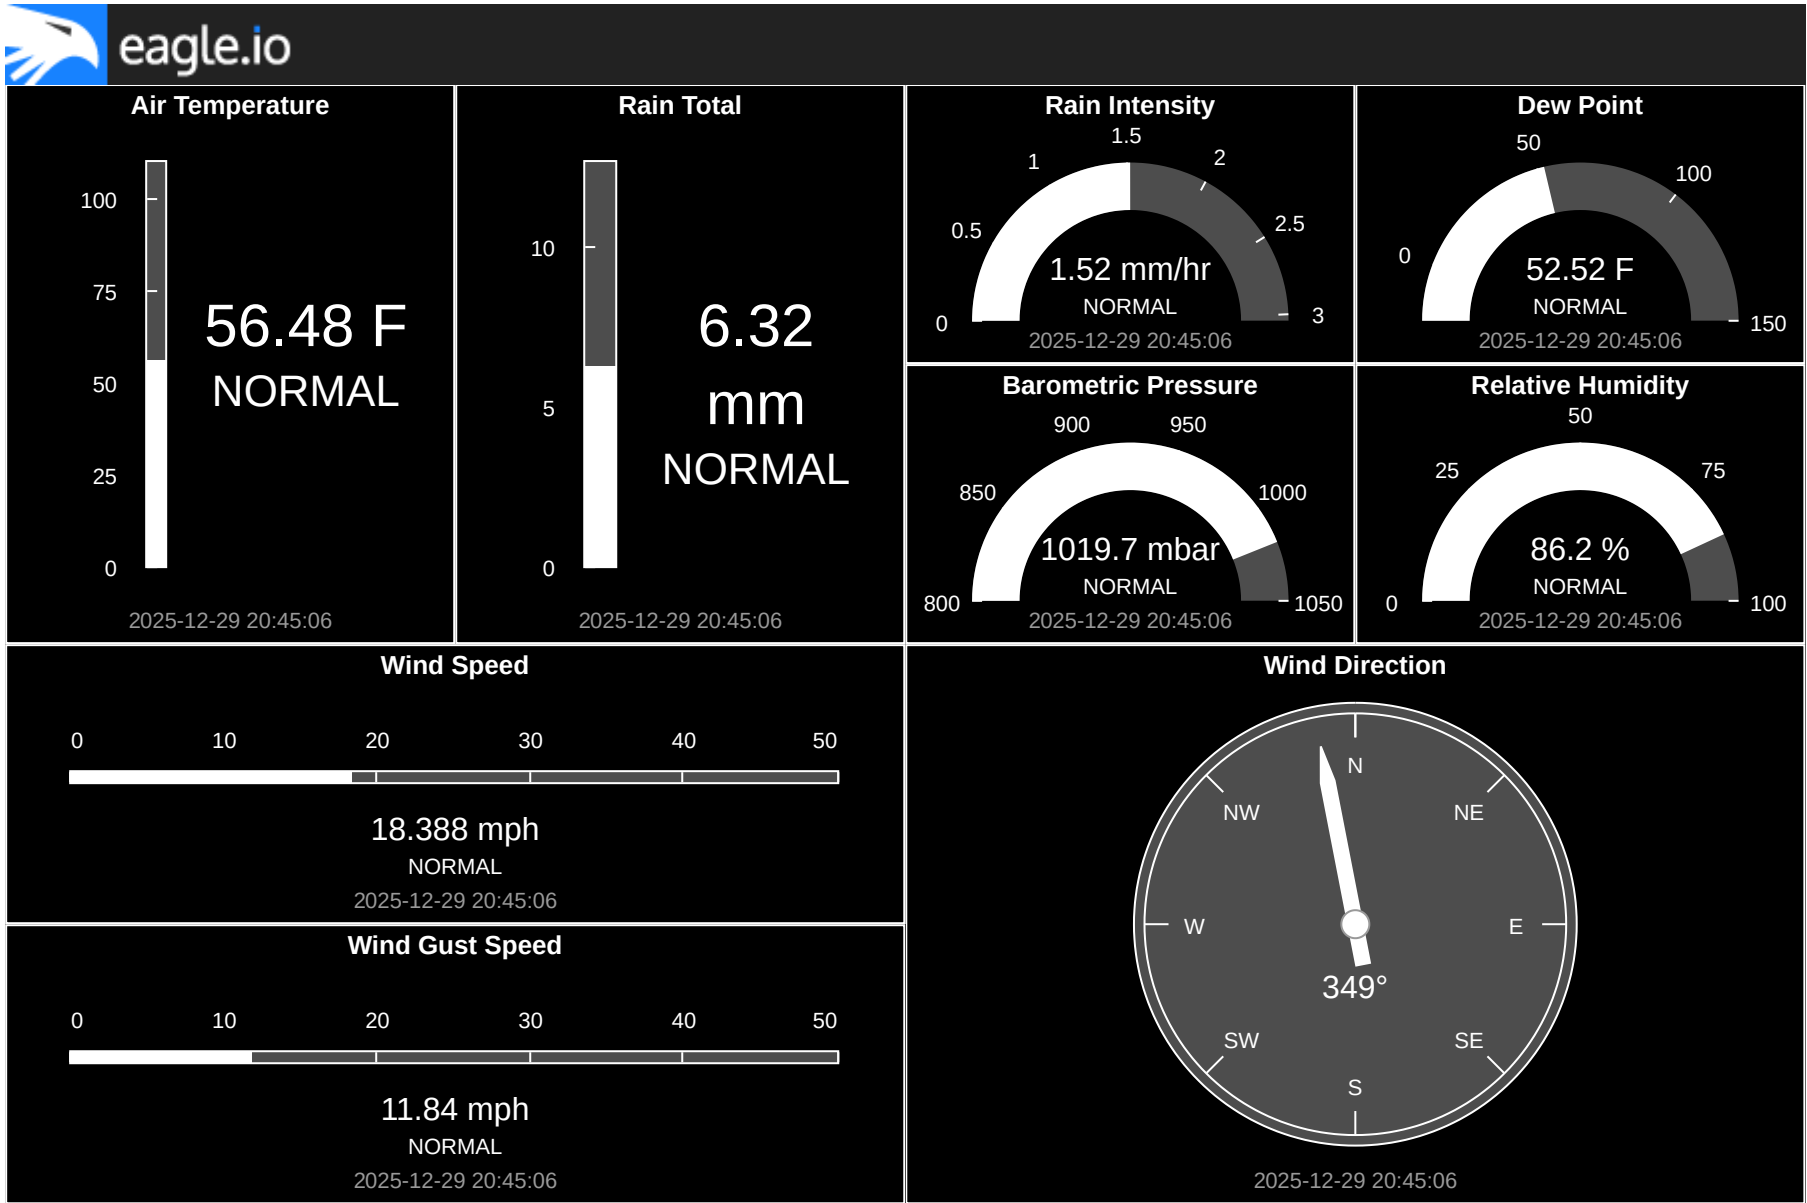 eagle.io
Air Temperature
100
75
50
25
0
56.48 F
NORMAL
2025-12-29 20:45:06
Rain Total
10
5
0
6.32
mm
NORMAL
2025-12-29 20:45:06
Rain Intensity
0
0.5
1
1.5
2
2.5
3
1.52 mm/hr
NORMAL
2025-12-29 20:45:06
Dew Point
0
50
100
150
52.52 F
NORMAL
2025-12-29 20:45:06
Barometric Pressure
800
850
900
950
1000
1050
1019.7 mbar
NORMAL
2025-12-29 20:45:06
Relative Humidity
0
25
50
75
100
86.2 %
NORMAL
2025-12-29 20:45:06
Wind Speed
0 10 20 30 40 50
18.388 mph
NORMAL
2025-12-29 20:45:06
Wind Gust Speed
0 10 20 30 40 50
11.84 mph
NORMAL
2025-12-29 20:45:06
Wind Direction
N
NW NE
W E
349°
SW SE
S
2025-12-29 20:45:06